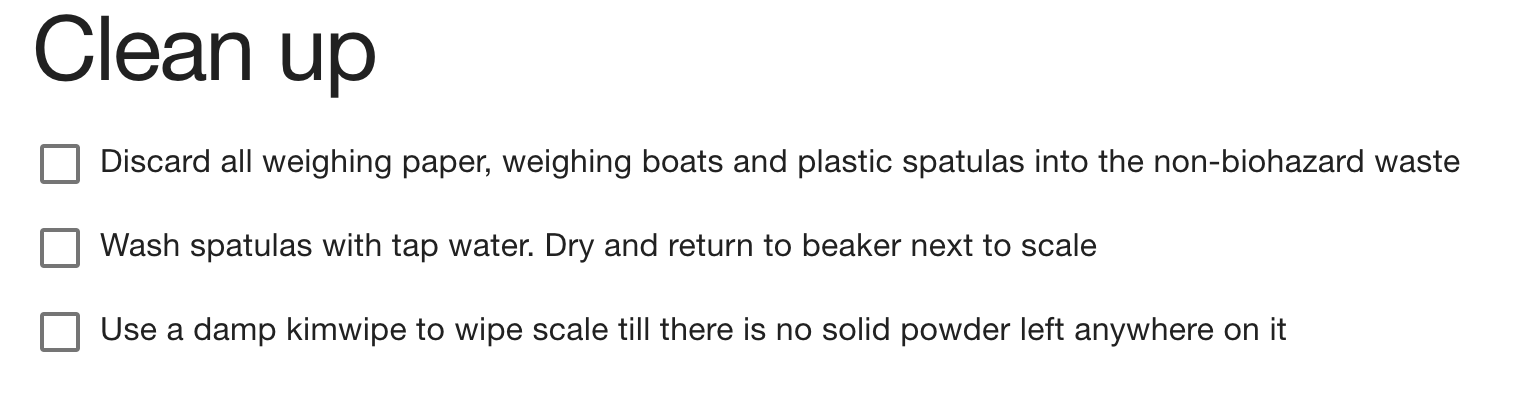 Clean up
Discard all weighing paper, weighing boats and plastic spatulas into the non-biohazard waste
Wash spatulas with tap water. Dry and return to beaker next to scale
Use a damp kimwipe to wipe scale till there is no solid powder left anywhere on it